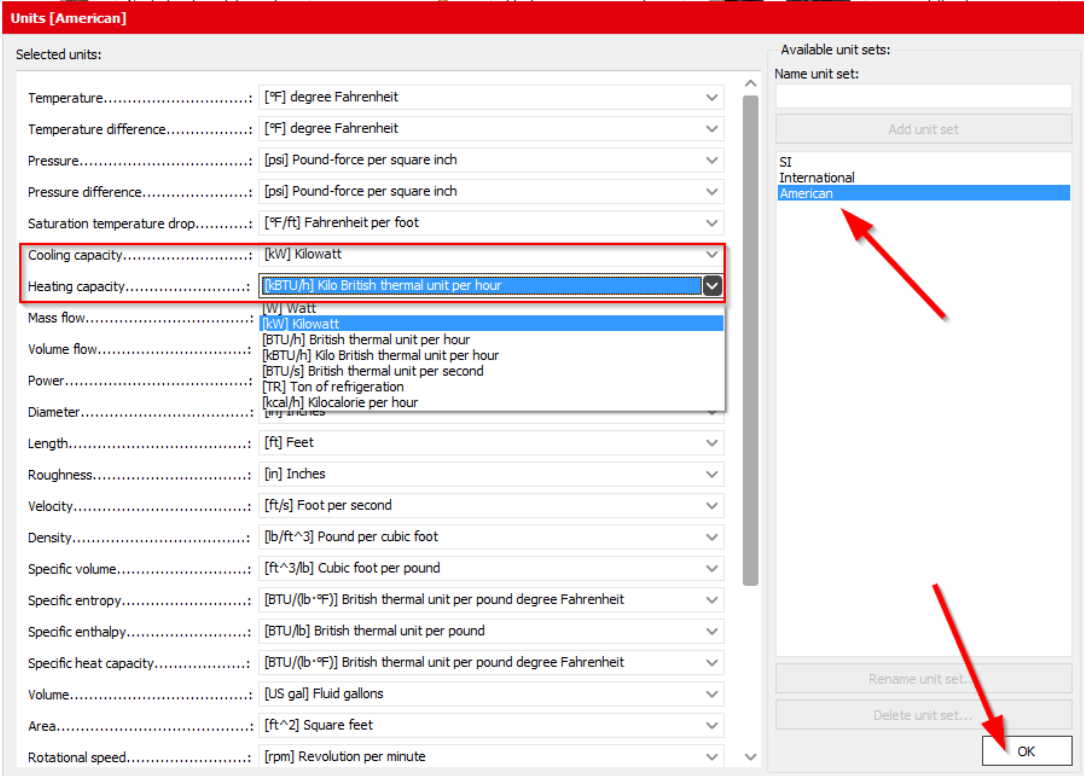 Units [American]
Selected units:
Temperature..............................: [°F] degree Fahrenheit
Temperature difference.................: [°F] degree Fahrenheit
Pressure...................................: [psi] Pound-force per square inch
Pressure difference......................: [psi] Pound-force per square inch
Saturation temperature drop...........: [°F/ft] Fahrenheit per foot
Cooling capacity..........................: [kW] Kilowatt
Heating capacity.........................: [kBTU/h] Kilo British thermal unit per hour
[W] Watt
[kW] Kilowatt
[BTU/h] British thermal unit per hour
[kBTU/h] Kilo British thermal unit per hour
[BTU/s] British thermal unit per second
[TR] Ton of refrigeration
[kcal/h] Kilocalorie per hour
Mass flow..................................:
Volume flow...............................:
Power......................................:
Diameter...................................: [in] Inches
Length......................................: [ft] Feet
Roughness.................................: [in] Inches
Velocity....................................: [ft/s] Foot per second
Density.....................................: [lb/ft^3] Pound per cubic foot
Specific volume...........................: [ft^3/lb] Cubic foot per pound
Specific entropy..........................: [BTU/(lb·°F)] British thermal unit per pound degree Fahrenheit
Specific enthalpy.........................: [BTU/lb] British thermal unit per pound
Specific heat capacity...................: [BTU/(lb·°F)] British thermal unit per pound degree Fahrenheit
Volume.....................................: [US gal] Fluid gallons
Area........................................: [ft^2] Square feet
Rotational speed.........................: [rpm] Revolution per minute
Available unit sets:
Name unit set:
Add unit set
SI
International
American
Rename unit set...
Delete unit set...
OK